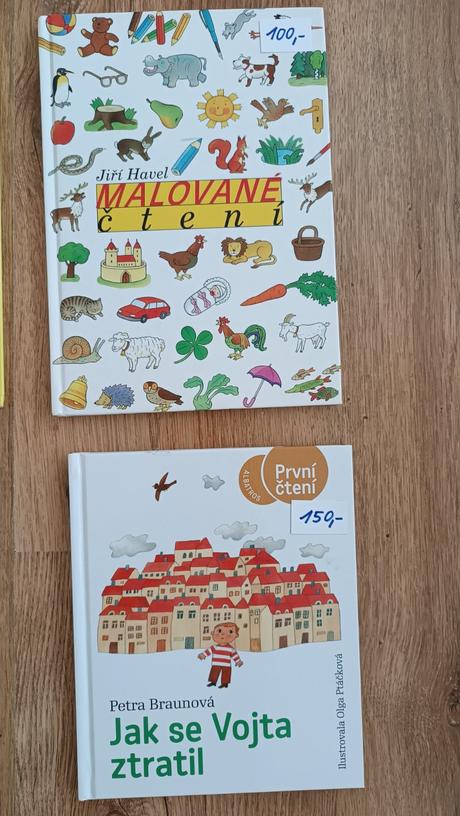 100,-
Jiří Havel
MALOVANÉ
čtení
ALBATROS
První
čtení
150,-
Petra Braunová
Jak se Vojta
ztratil
Ilustrovala Olga Ptáčková